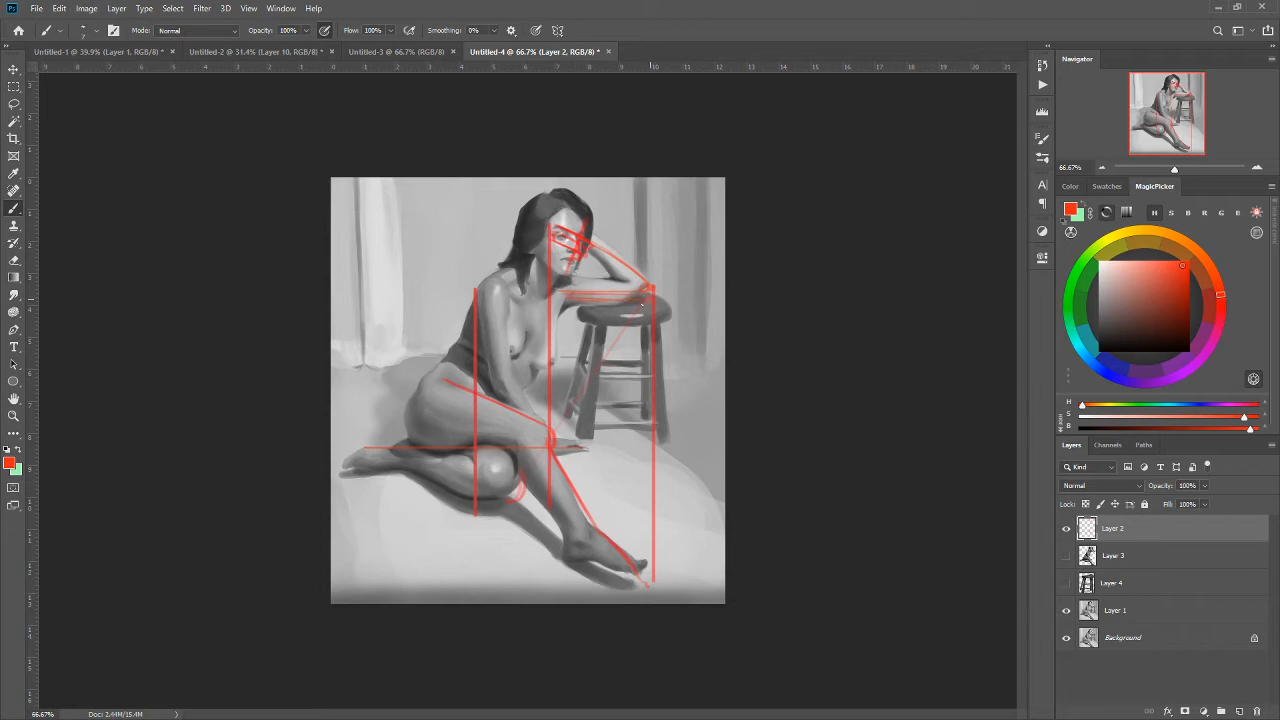 Ps File Edit Image Layer Type Select Filter 3D View Window Help
Mode: Normal Opacity: 100% Flow: 100% Smoothing: 0%
Untitled-1 @ 39.9% (Layer 1, RGB/8) * × Untitled-2 @ 31.4% (Layer 10, RGB/8) * × Untitled-3 @ 66.7% (RGB/8) × Untitled-4 @ 66.7% (Layer 2, RGB/8) * ×
Navigator
66.67%
Color Swatches MagicPicker
H S B R G B
H
S
B
Layers Channels Paths
Kind
Normal Opacity: 100%
Lock: Fill: 100%
Layer 2
Layer 3
Layer 4
Layer 1
Background
66.67% Doc: 2.44M/15.4M